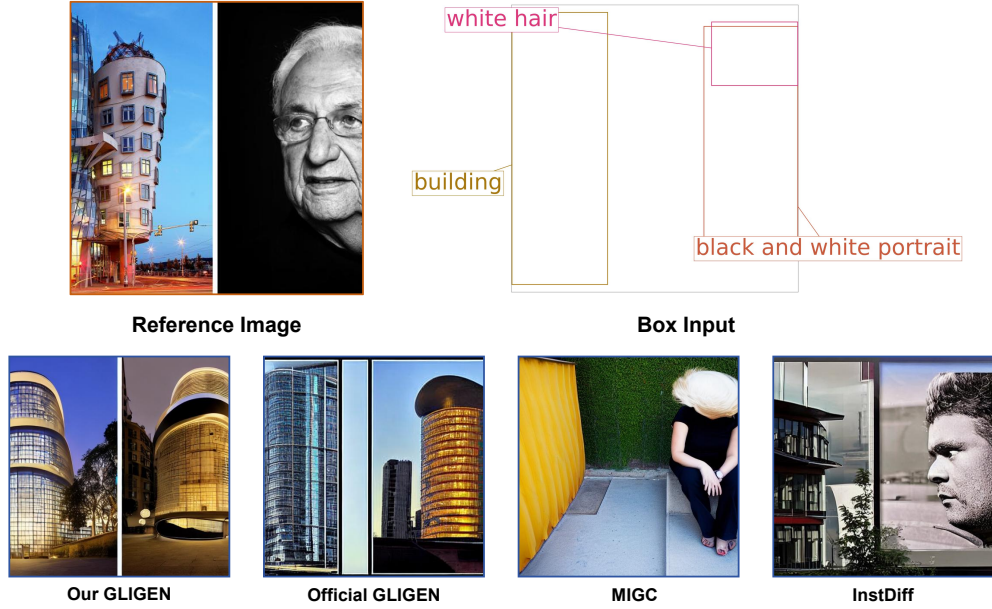 white hair
building
black and white portrait
Reference Image
Box Input
Our GLIGEN
Official GLIGEN
MIGC
InstDiff